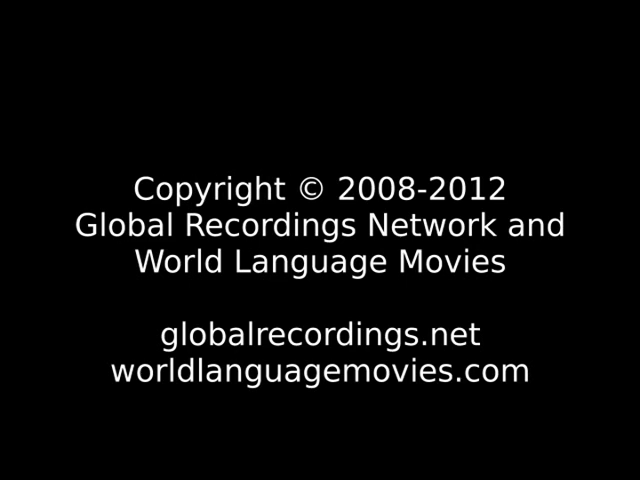 Copyright © 2008-2012
Global Recordings Network and
World Language Movies
globalrecordings.net
worldlanguagemovies.com